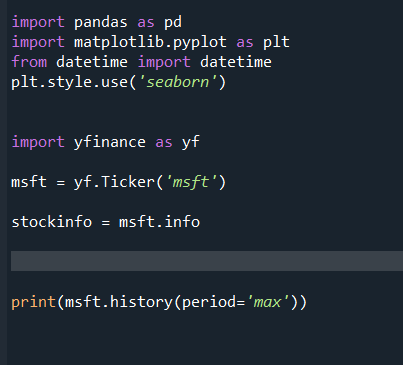 import pandas as pd
import matplotlib.pyplot as plt
from datetime import datetime
plt.style.use('seaborn')
import yfinance as yf
msft = yf.Ticker('msft')
stockinfo = msft.info
print(msft.history(period='max'))